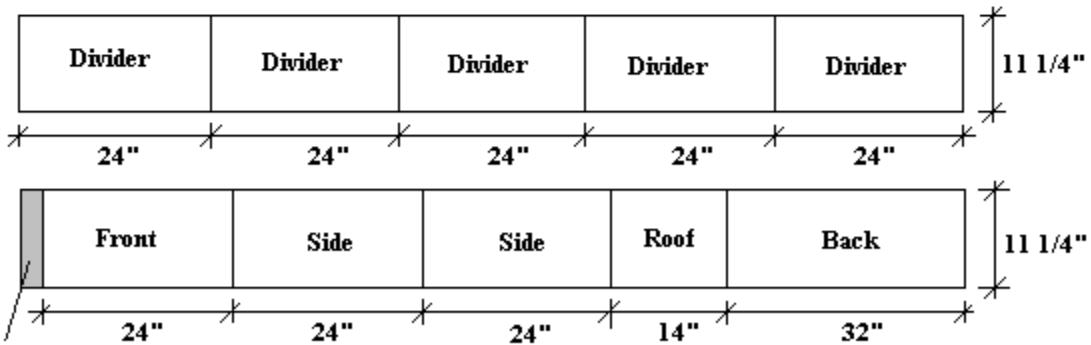 Divider Divider Divider Divider Divider
11 1/4"
24" 24" 24" 24" 24"
Front Side Side Roof Back
11 1/4"
24" 24" 24" 14" 32"